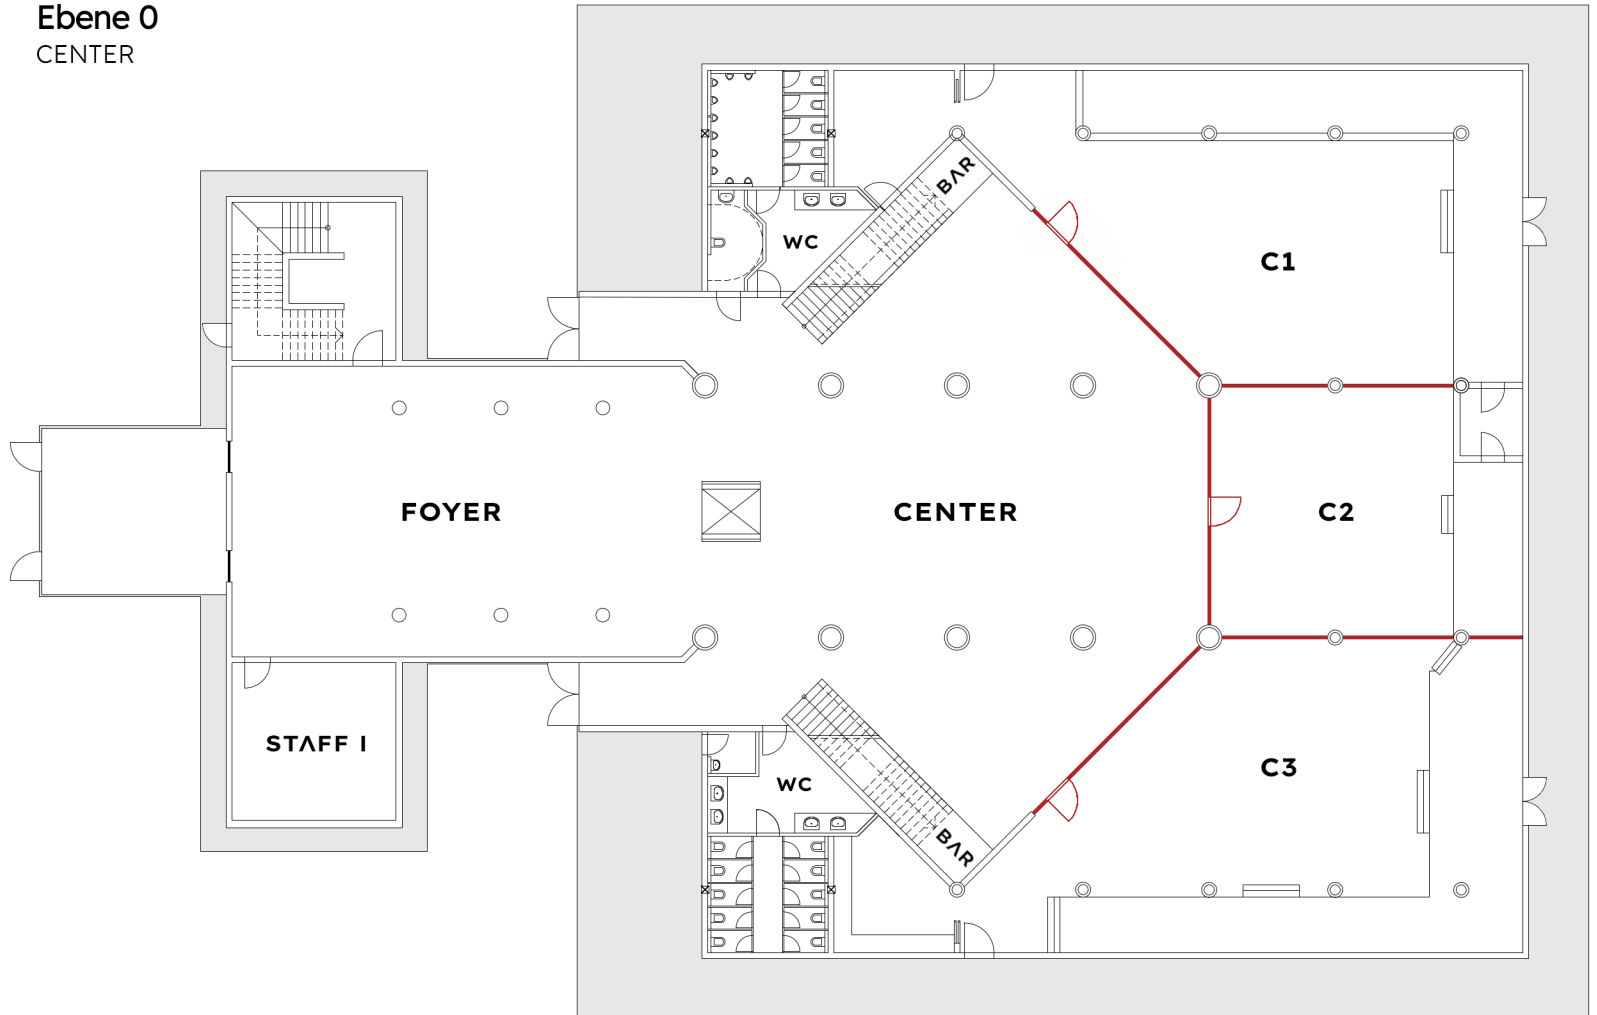 Ebene 0
CENTER
BAR
WC
C1
FOYER
CENTER
C2
STAFF I
WC
C3
BAR